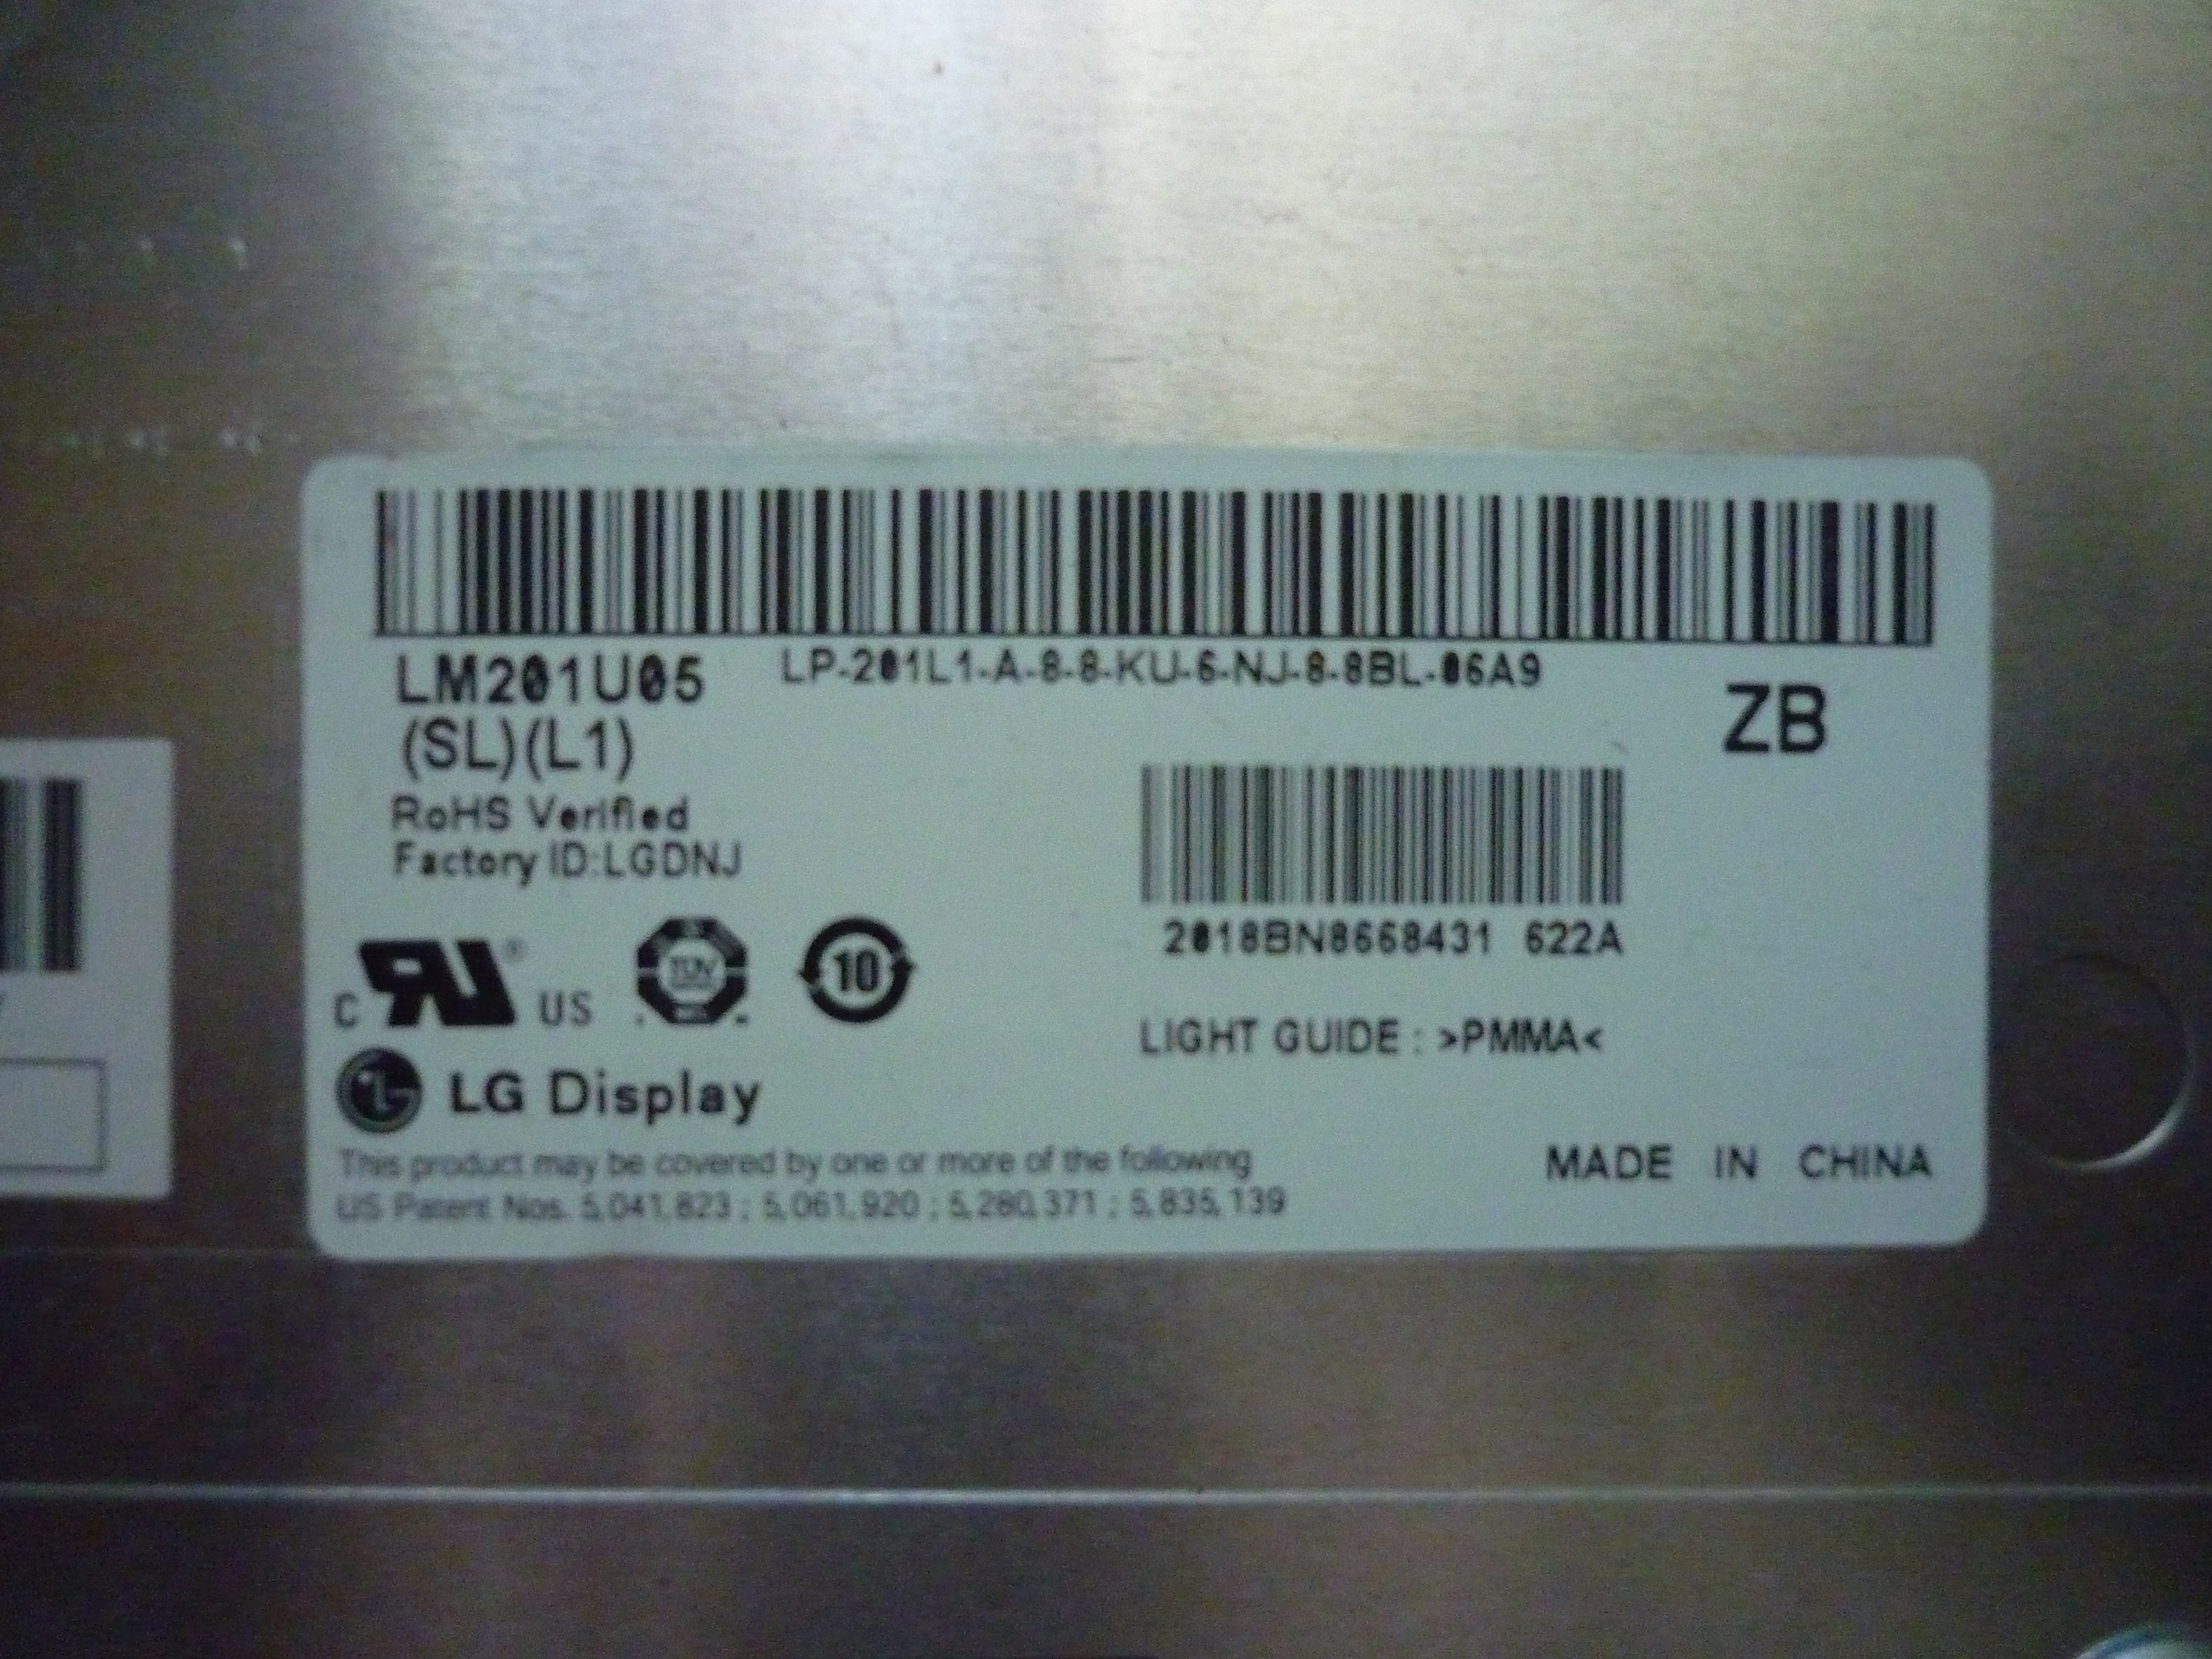 LM201U05
LP-201L1-A-8-8-KU-6-NJ-8-8BL-06A9
ZB
(SL)(L1)
RoHS Verified
Factory ID:LGDNJ
2018BN8668431 622A
C RU ® US
TÜV
10
LIGHT GUIDE : >PMMA<
LG Display
This product may be covered by one or more of the following
US Patent Nos. 5,041,823 ; 5,061,920 ; 5,280,371 ; 5,835,139
MADE IN CHINA